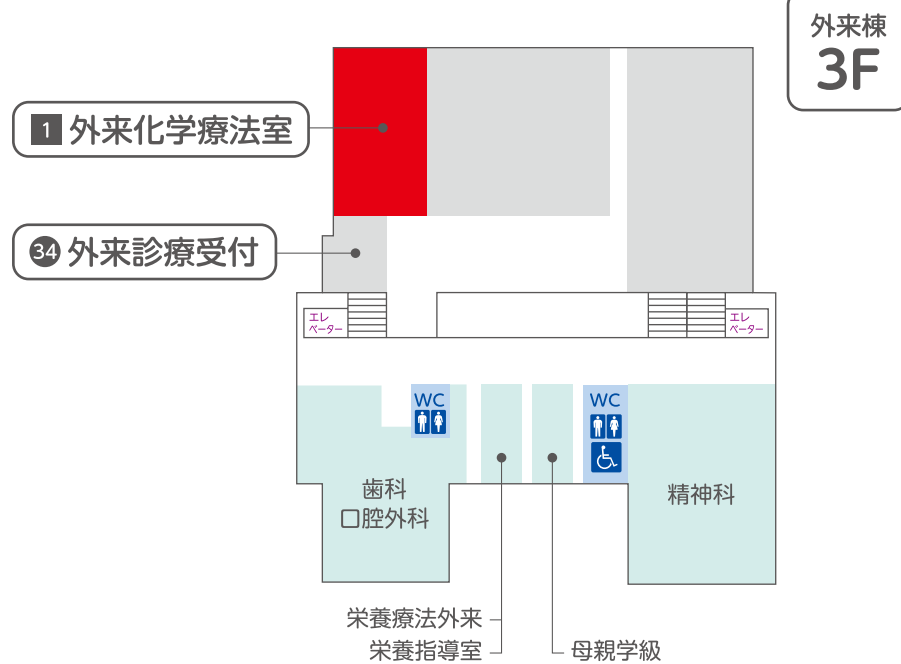 外来棟
3F
1 外来化学療法室
34 外来診療受付
エレ
ベーター
エレ
ベーター
WC
WC
歯科
口腔外科
精神科
栄養療法外来
栄養指導室
母親学級